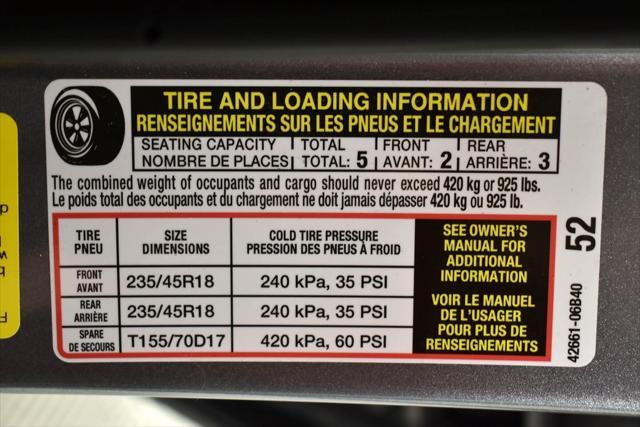 TIRE AND LOADING INFORMATION
RENSEIGNEMENTS SUR LES PNEUS ET LE CHARGEMENT
SEATING CAPACITY TOTAL FRONT REAR
NOMBRE DE PLACES TOTAL: 5 AVANT: 2 ARRIÈRE: 3
The combined weight of occupants and cargo should never exceed 420 kg or 925 lbs.
Le poids total des occupants et du chargement ne doit jamais dépasser 420 kg ou 925 lb.
TIRE PNEU
SIZE DIMENSIONS
COLD TIRE PRESSURE
PRESSION DES PNEUS À FROID
FRONT
AVANT
235/45R18 240 kPa, 35 PSI
REAR
ARRIÈRE
235/45R18 240 kPa, 35 PSI
SPARE
DE SECOURS
T155/70D17 420 kPa, 60 PSI
SEE OWNER'S
MANUAL FOR
ADDITIONAL
INFORMATION
VOIR LE MANUEL
DE L'USAGER
POUR PLUS DE
RENSEIGNEMENTS
52
42661-06B40